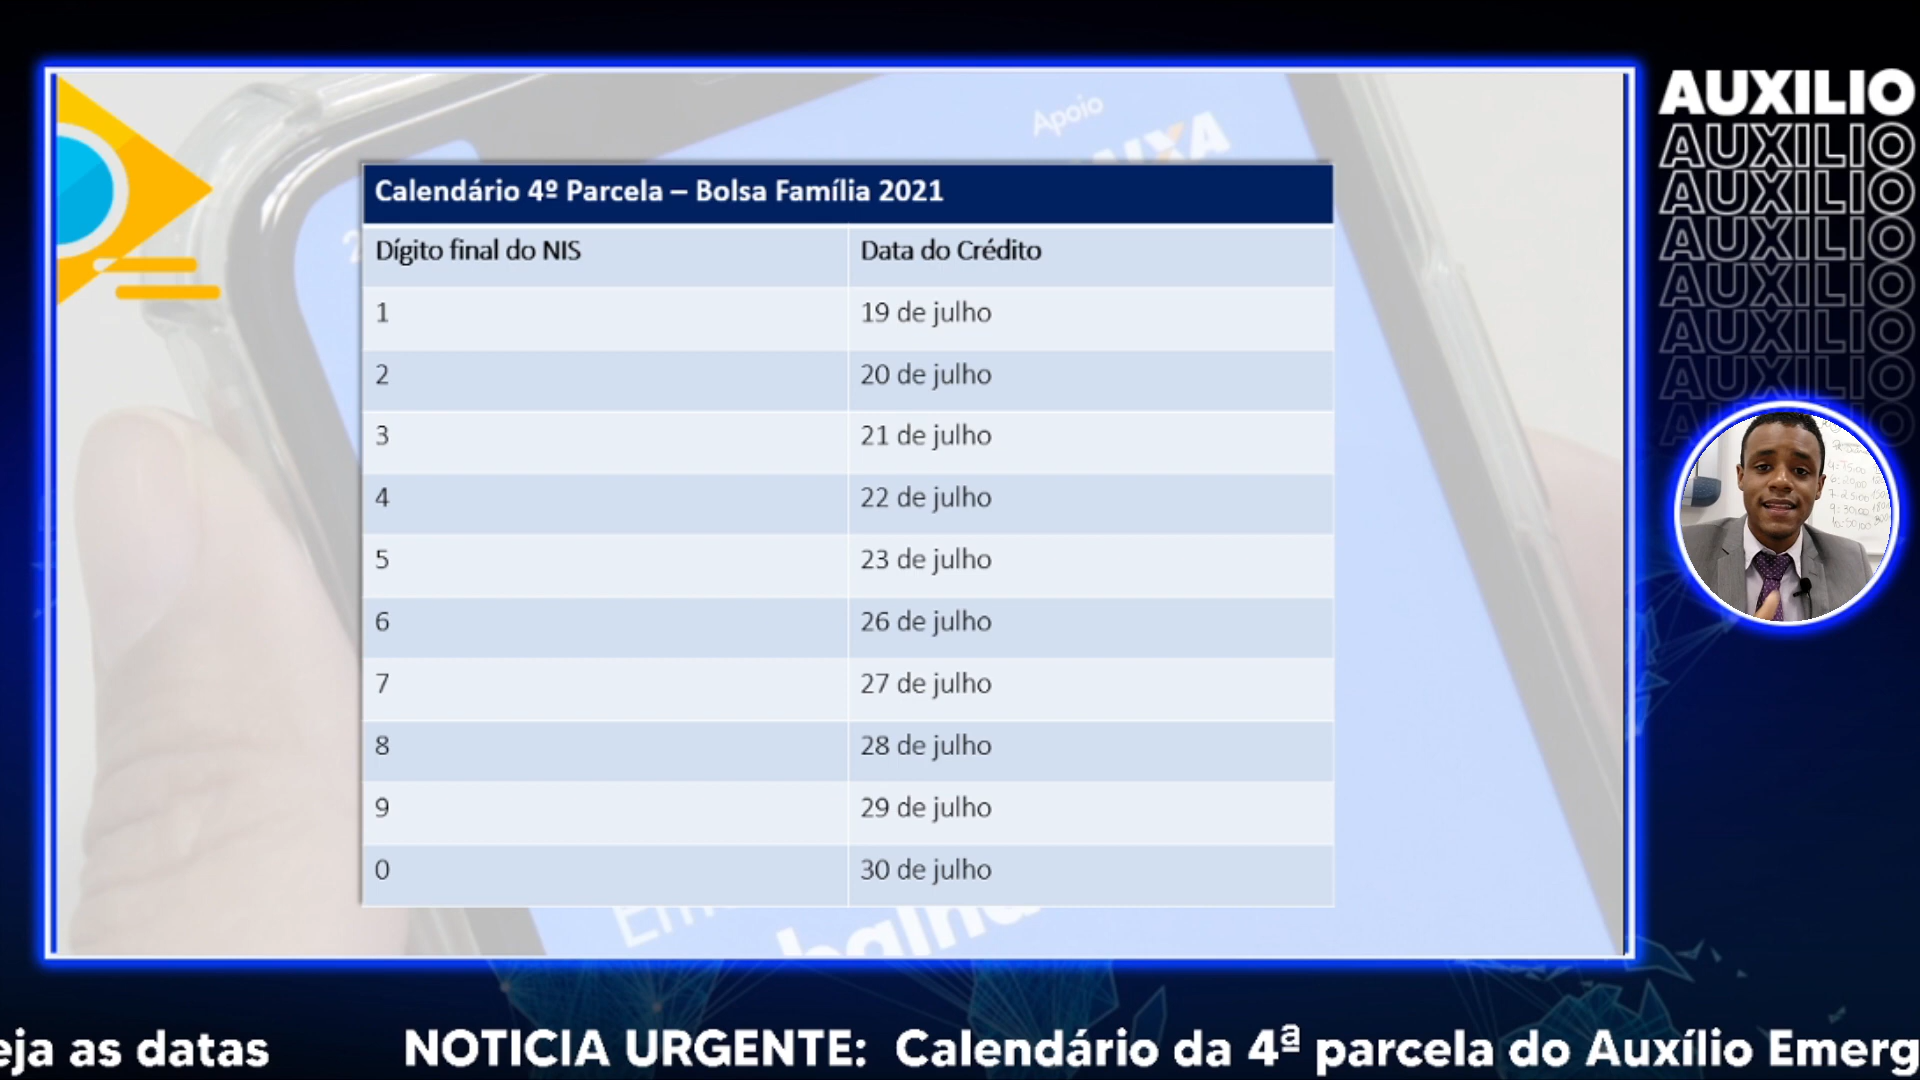 AUXILIO
AUXILIO
AUXILIO
AUXILIO
AUXILIO
AUXILIO
AUXILIO
AUXILIO
Apoio
Calendário 4º Parcela – Bolsa Família 2021
Dígito final do NIS Data do Crédito
1 19 de julho
2 20 de julho
3 21 de julho
4 22 de julho
5 23 de julho
6 26 de julho
7 27 de julho
8 28 de julho
9 29 de julho
0 30 de julho
eja as datas NOTICIA URGENTE: Calendário da 4ª parcela do Auxílio Emerg